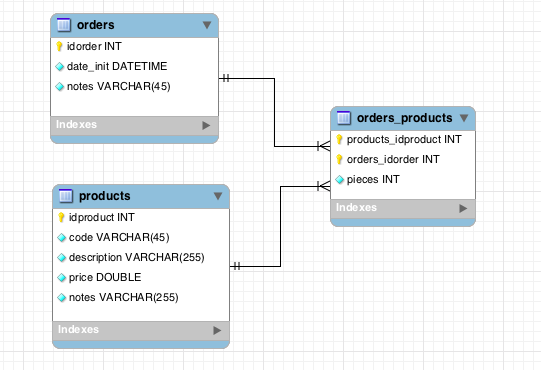 orders
idorder INT
date_init DATETIME
notes VARCHAR(45)
Indexes
products
idproduct INT
code VARCHAR(45)
description VARCHAR(255)
price DOUBLE
notes VARCHAR(255)
Indexes
orders_products
products_idproduct INT
orders_idorder INT
pieces INT
Indexes